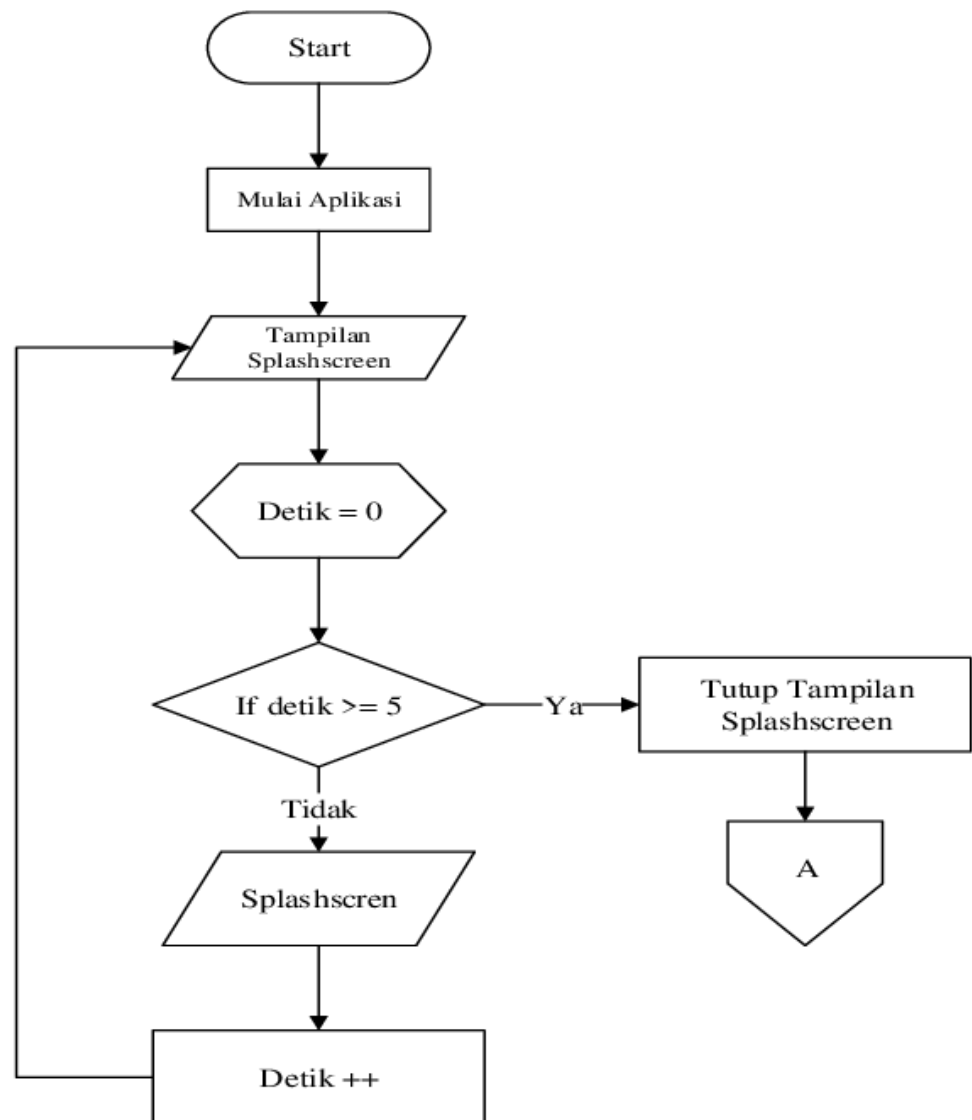 Start
Mulai Aplikasi
Tampilan
Splashscreen
Detik = 0
If detik >= 5
Ya
Tutup Tampilan
Splashscreen
A
Tidak
Splashscren
Detik ++